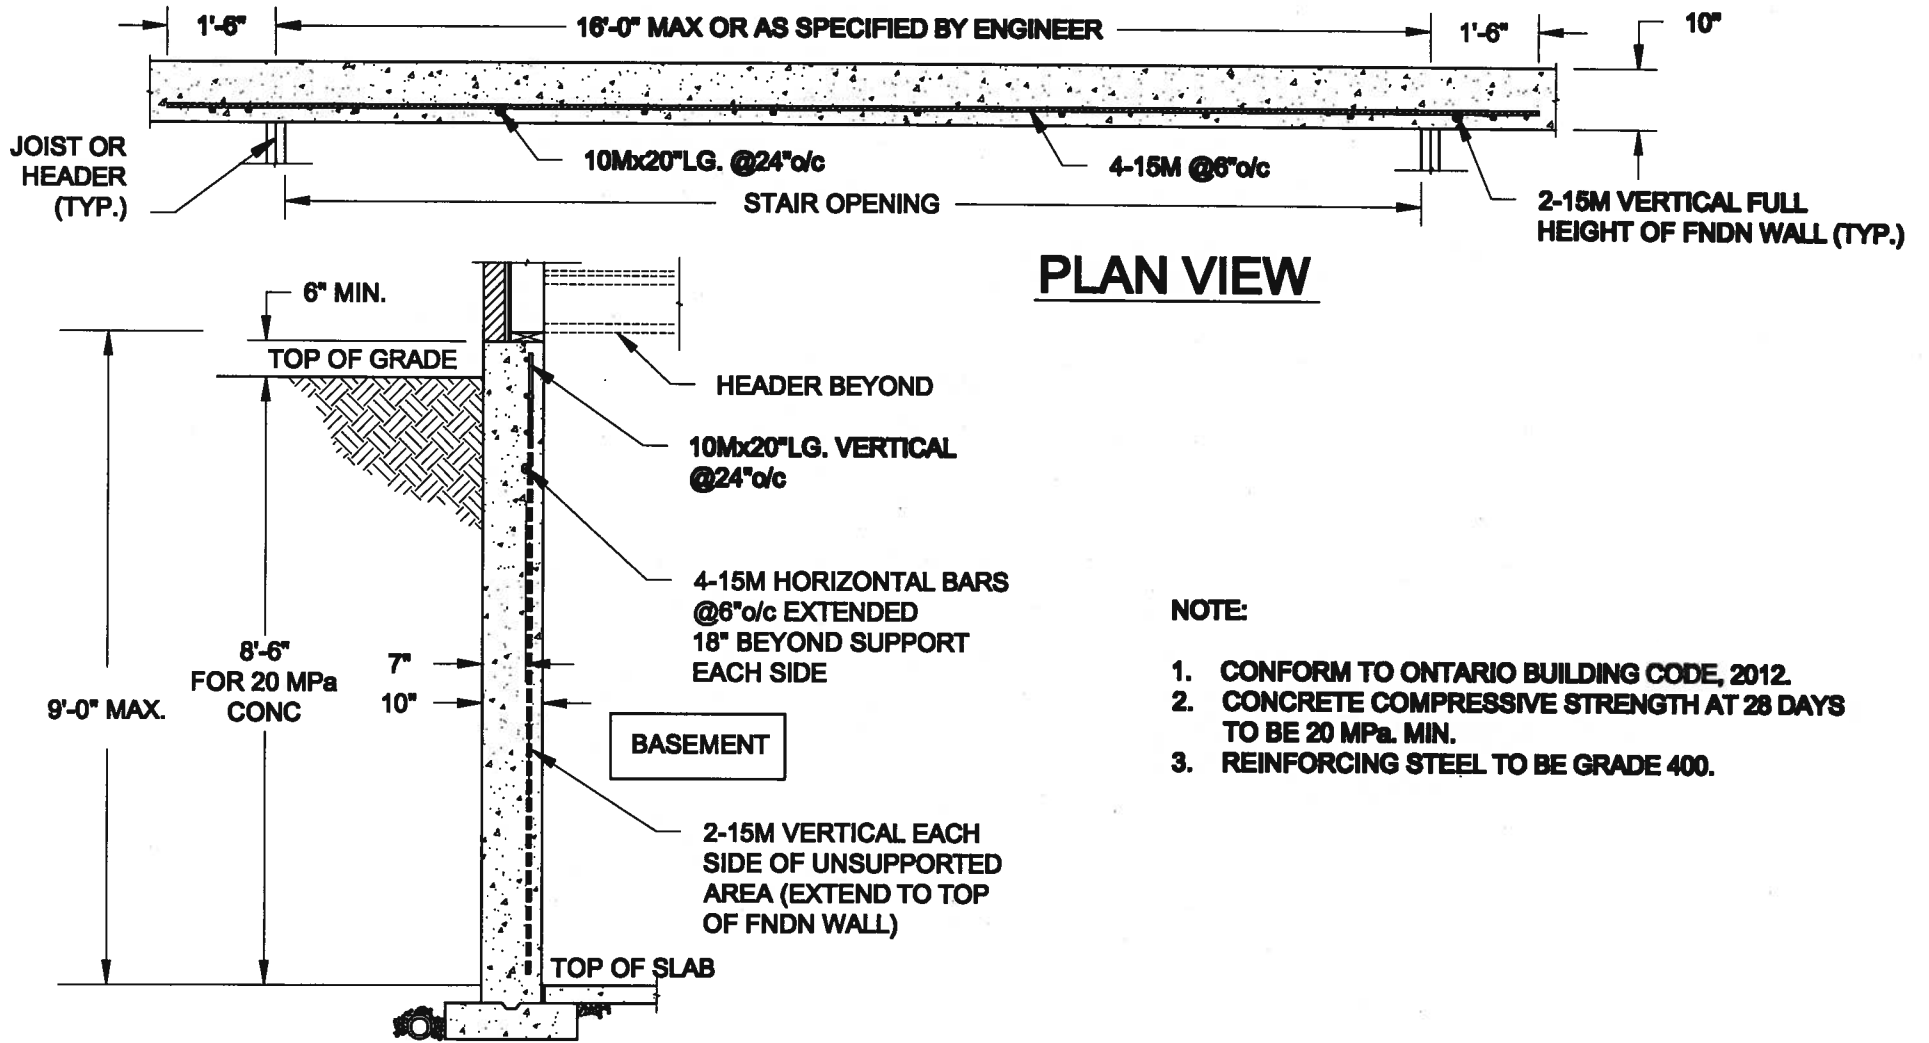 1'-6"
16'-0" MAX OR AS SPECIFIED BY ENGINEER
1'-6"
10"
JOIST OR
HEADER
(TYP.)
10Mx20"LG. @24"o/c
4-15M @6"o/c
STAIR OPENING
2-15M VERTICAL FULL
HEIGHT OF FNDN WALL (TYP.)
PLAN VIEW
6" MIN.
TOP OF GRADE
HEADER BEYOND
10Mx20"LG. VERTICAL
@24"o/c
4-15M HORIZONTAL BARS
@6"o/c EXTENDED
18" BEYOND SUPPORT
EACH SIDE
8'-6"
FOR 20 MPa
CONC
7"
10"
9'-0" MAX.
BASEMENT
2-15M VERTICAL EACH
SIDE OF UNSUPPORTED
AREA (EXTEND TO TOP
OF FNDN WALL)
TOP OF SLAB
NOTE:
1. CONFORM TO ONTARIO BUILDING CODE, 2012.
2. CONCRETE COMPRESSIVE STRENGTH AT 28 DAYS
TO BE 20 MPa. MIN.
3. REINFORCING STEEL TO BE GRADE 400.